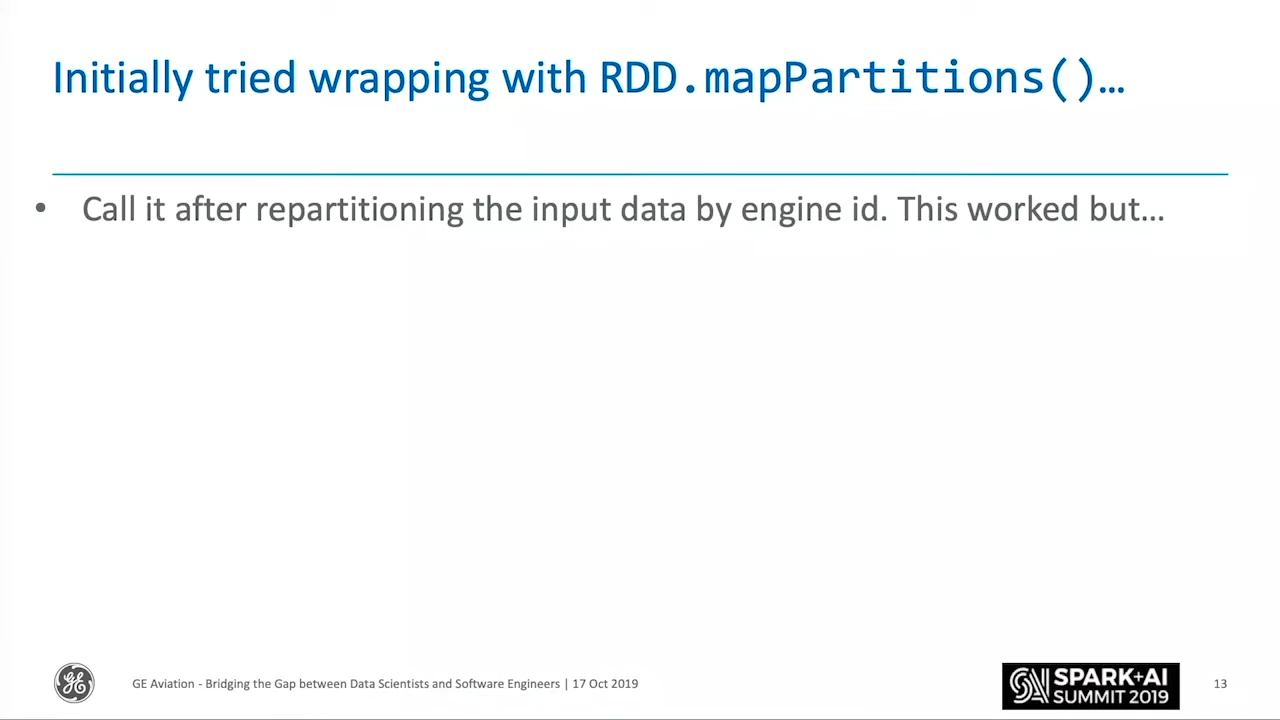 Initially tried wrapping with RDD.mapPartitions()…
• Call it after repartitioning the input data by engine id. This worked but…
GE Aviation - Bridging the Gap between Data Scientists and Software Engineers | 17 Oct 2019
SPARK+AI
SUMMIT 2019
13